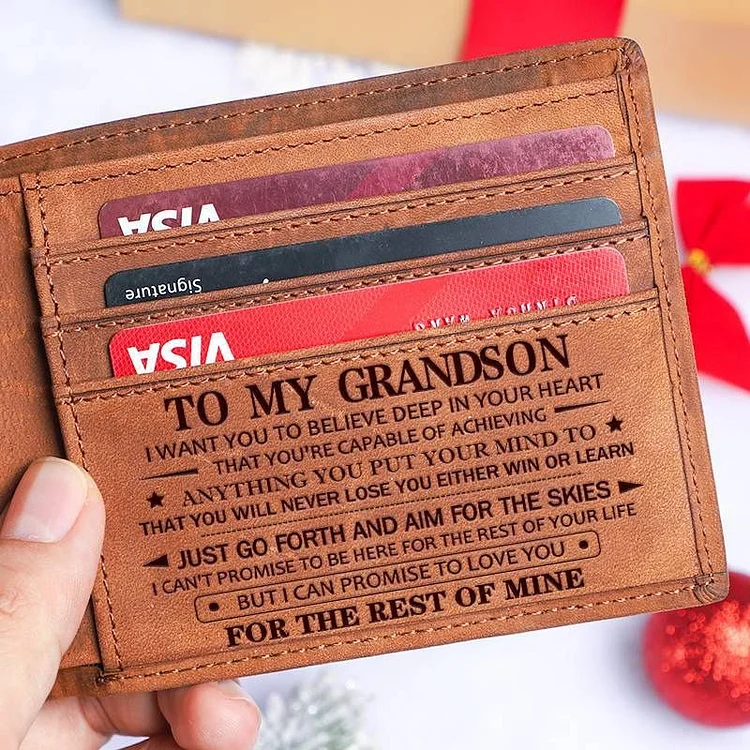 VISA
Signature
VISA
TO MY GRANDSON
I WANT YOU TO BELIEVE DEEP IN YOUR HEART
THAT YOU'RE CAPABLE OF ACHIEVING
ANYTHING YOU PUT YOUR MIND TO
THAT YOU WILL NEVER LOSE YOU EITHER WIN OR LEARN
JUST GO FORTH AND AIM FOR THE SKIES
I CAN'T PROMISE TO BE HERE FOR THE REST OF YOUR LIFE
BUT I CAN PROMISE TO LOVE YOU
FOR THE REST OF MINE